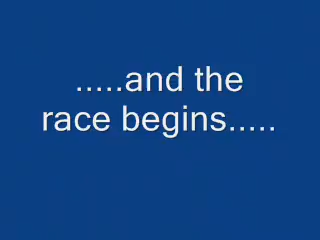 .....and the
race begins.....